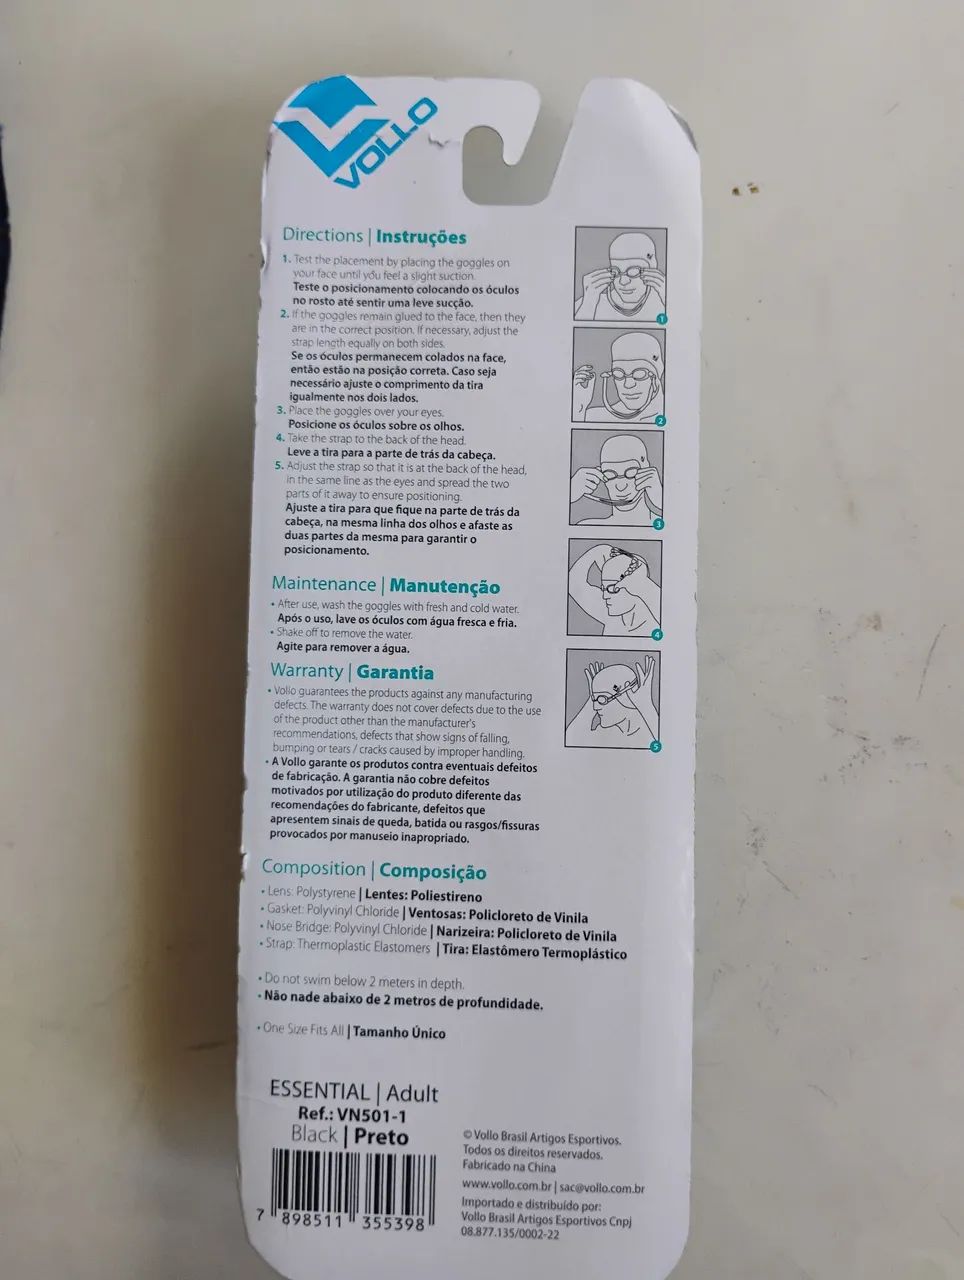 VOLLO
Directions | Instruções
1. Test the placement by placing the goggles on
your face until you feel a slight suction.
Teste o posicionamento colocando os óculos
no rosto até sentir uma leve sucção.
2. If the goggles remain glued to the face, then they
are in the correct position. If necessary, adjust the
strap length equally on both sides.
Se os óculos permanecem colados na face,
então estão na posição correta. Caso seja
necessário ajuste o comprimento da tira
igualmente nos dois lados.
3. Place the goggles over your eyes.
Posicione os óculos sobre os olhos.
4. Take the strap to the back of the head.
Leve a tira para a parte de trás da cabeça.
5. Adjust the strap so that it is at the back of the head,
in the same line as the eyes and spread the two
parts of it away to ensure positioning.
Ajuste a tira para que fique na parte de trás da
cabeça, na mesma linha dos olhos e afaste as
duas partes da mesma para garantir o
posicionamento.
1
2
3
4
5
Maintenance | Manutenção
• After use, wash the goggles with fresh and cold water.
Após o uso, lave os óculos com água fresca e fria.
• Shake off to remove the water.
Agite para remover a água.
Warranty | Garantia
• Vollo guarantees the products against any manufacturing
defects. The warranty does not cover defects due to the use
of the product other than the manufacturer's
recommendations, defects that show signs of falling,
bumping or tears / cracks caused by improper handling.
• A Vollo garante os produtos contra eventuais defeitos
de fabricação. A garantia não cobre defeitos
motivados por utilização do produto diferente das
recomendações do fabricante, defeitos que
apresentem sinais de queda, batida ou rasgos/fissuras
provocados por manuseio inapropriado.
Composition | Composição
• Lens: Polystyrene | Lentes: Poliestireno
• Gasket: Polyvinyl Chloride | Ventosas: Policloreto de Vinila
• Nose Bridge: Polyvinyl Chloride | Narizeira: Policloreto de Vinila
• Strap: Thermoplastic Elastomers | Tira: Elastômero Termoplástico
• Do not swim below 2 meters in depth.
• Não nade abaixo de 2 metros de profundidade.
• One Size Fits All | Tamanho Único
ESSENTIAL | Adult
Ref.: VN501-1
Black | Preto
7 898511 355398
© Vollo Brasil Artigos Esportivos.
Todos os direitos reservados.
Fabricado na China
www.vollo.com.br | sac@vollo.com.br
Importado e distribuído por:
Vollo Brasil Artigos Esportivos Cnpj
08.877.135/0002-22